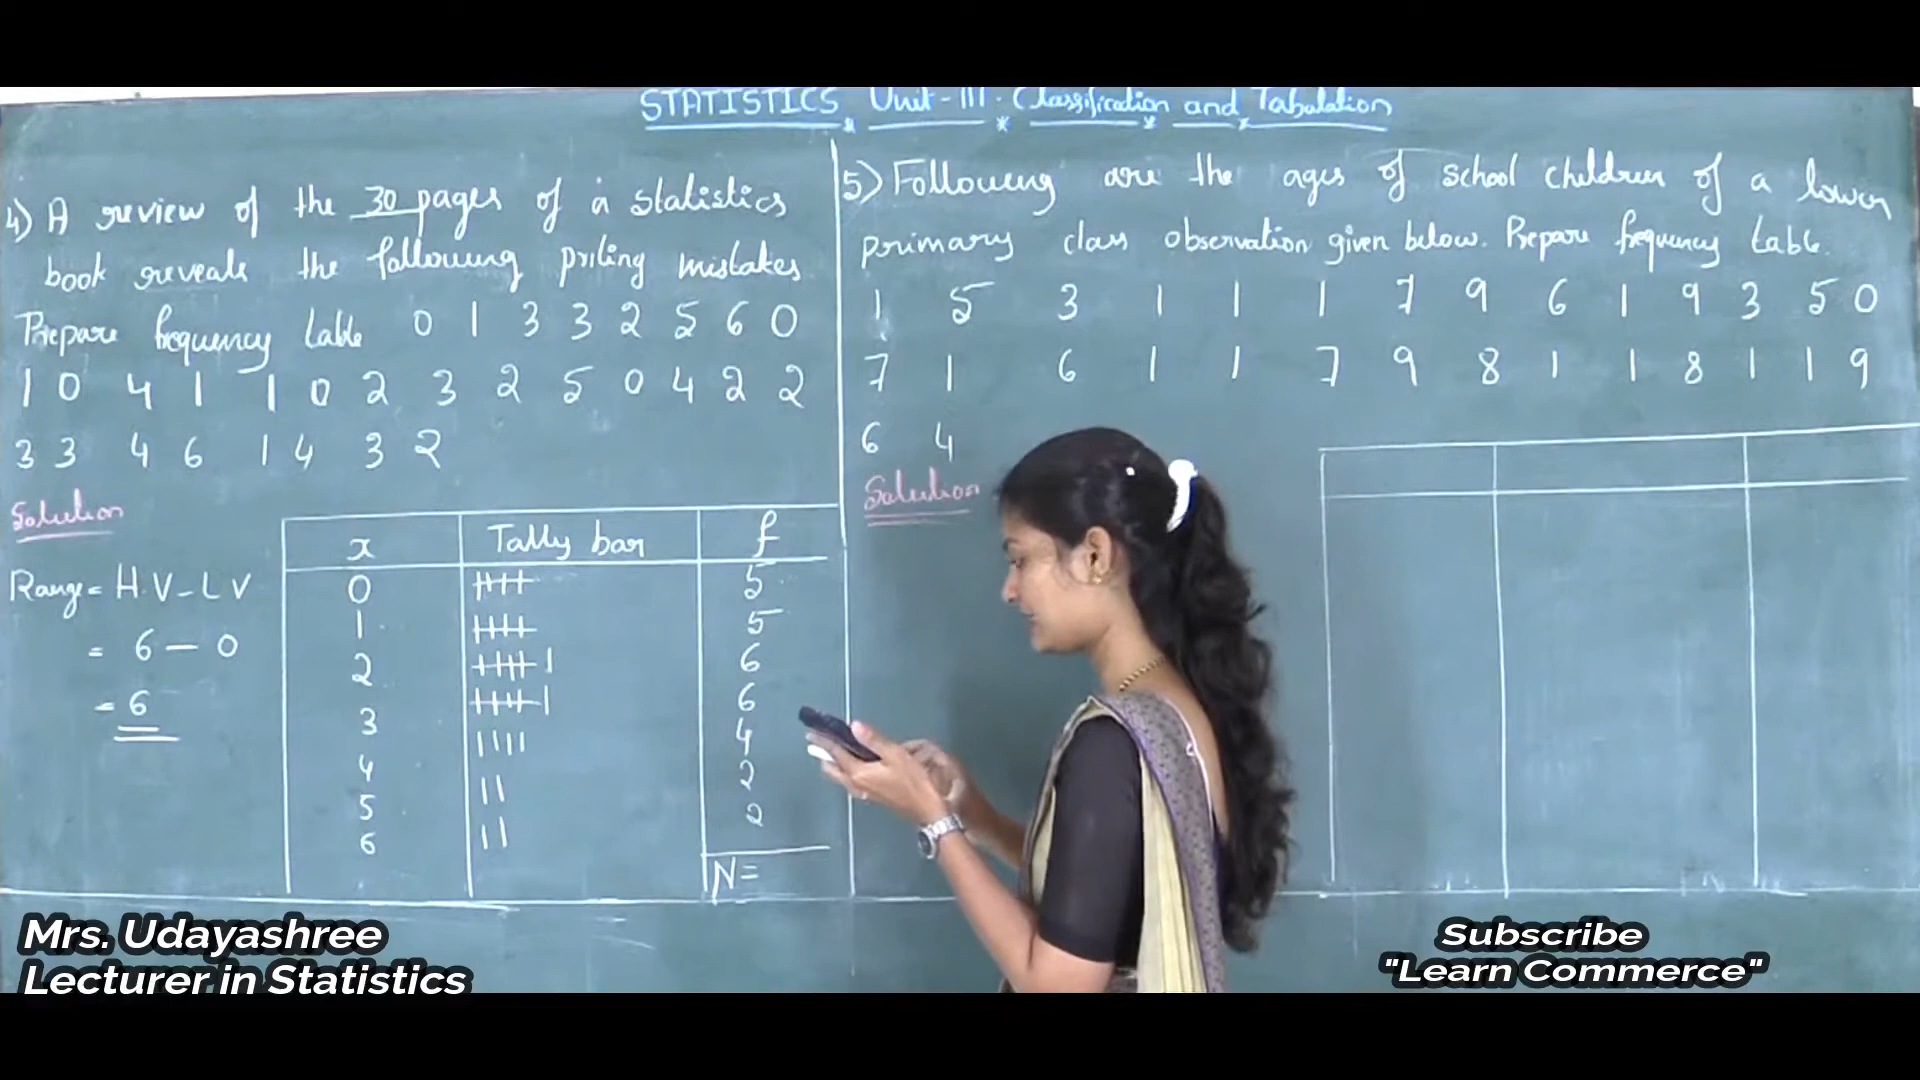 STATISTICS Unit-III. Classification and Tabulation
4) A review of the 30 pages of a statistics
book reveals the following priting mistakes
Prepare frequency table 0 1 3 3 2 5 6 0
1 0 4 1 1 0 2 3 2 5 0 4 2 2
3 3 4 6 1 4 3 2
Solution
Range = H.V - L V
= 6 - 0
= 6
x Tally bar f
0 𝍸 5
1 𝍸 5
2 𝍸 | 6
3 𝍸 | 6
4 |||| 4
5 || 2
6 || 2
N=
5) Following are the ages of school children of a lower
primary class observation given below. Prepare frequency table.
1 5 3 1 1 1 7 9 6 1 9 3 5 0
7 1 6 1 1 7 9 8 1 1 8 1 1 9
6 4
Solution
Mrs. Udayashree
Lecturer in Statistics
Subscribe
"Learn Commerce"